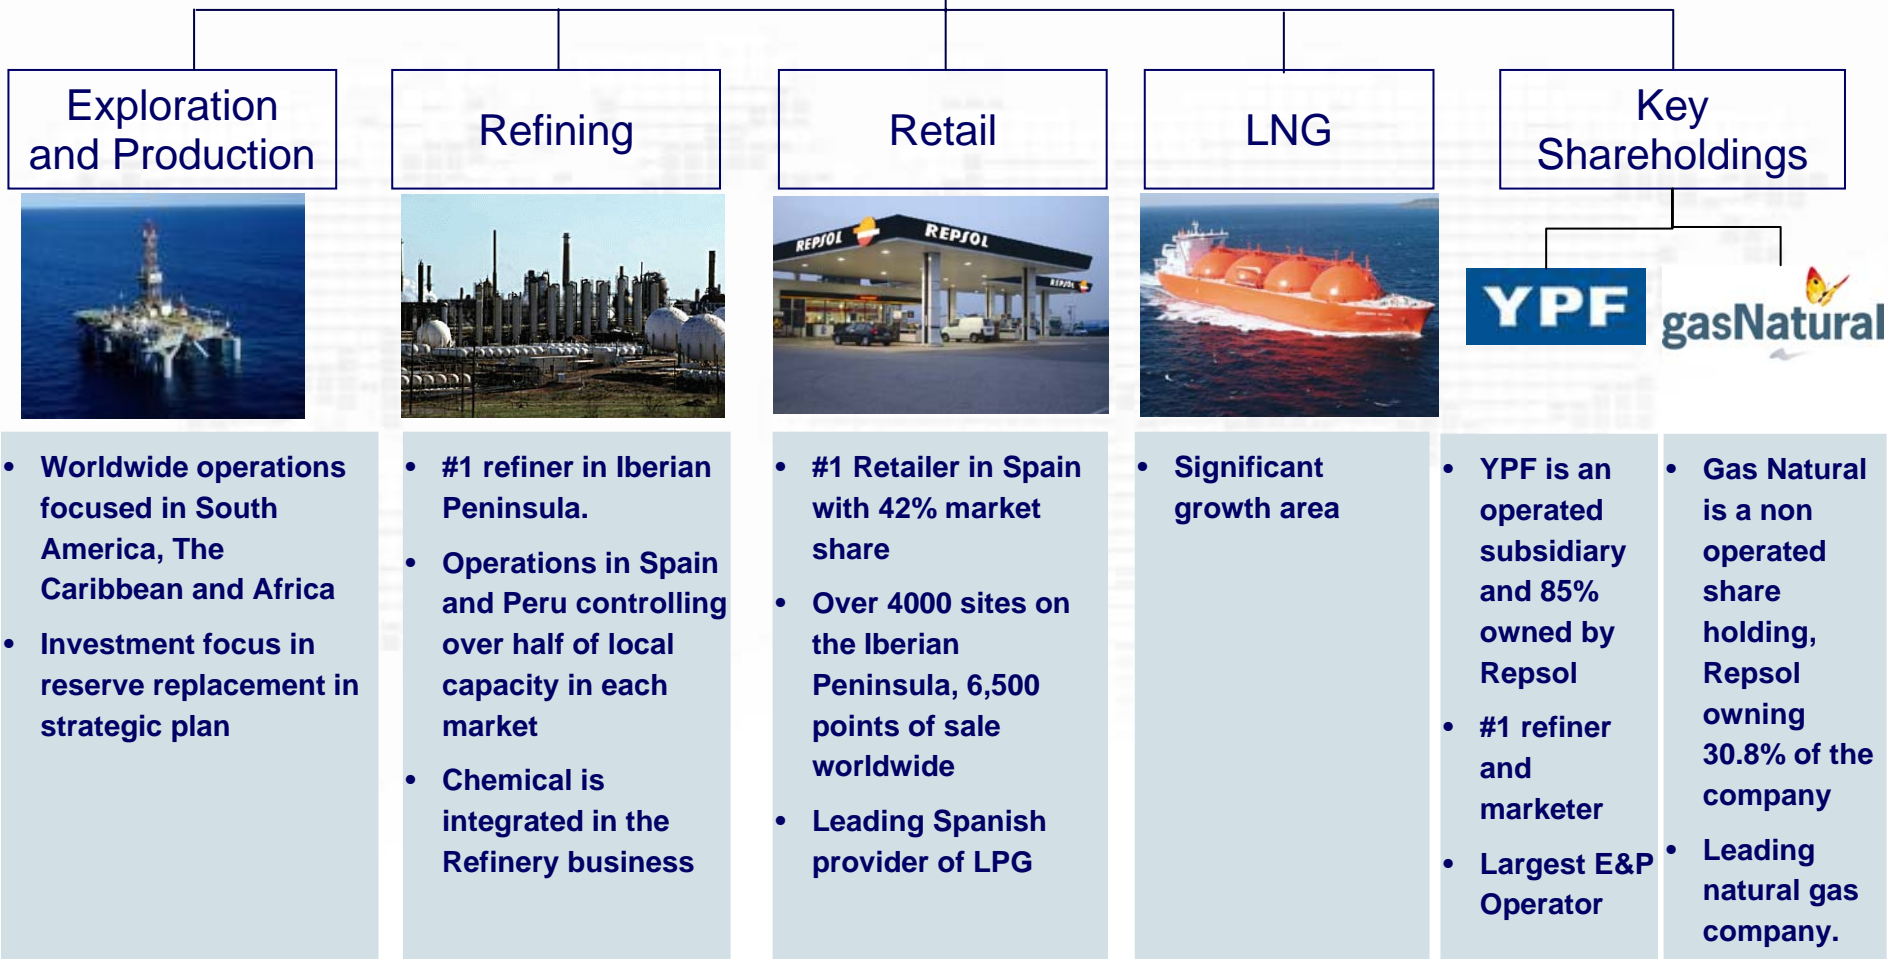 Exploration
and Production
Refining
Retail
LNG
Key
Shareholdings
REPSOL
REPSOL
REPSOL
YPF
gasNatural
• Worldwide operations
focused in South
America, The
Caribbean and Africa
• Investment focus in
reserve replacement in
strategic plan
• #1 refiner in Iberian
Peninsula.
• Operations in Spain
and Peru controlling
over half of local
capacity in each
market
• Chemical is
integrated in the
Refinery business
• #1 Retailer in Spain
with 42% market
share
• Over 4000 sites on
the Iberian
Peninsula, 6,500
points of sale
worldwide
• Leading Spanish
provider of LPG
• Significant
growth area
• YPF is an
operated
subsidiary
and 85%
owned by
Repsol
• #1 refiner
and
marketer
• Largest E&P
Operator
• Gas Natural
is a non
operated
share
holding,
Repsol
owning
30.8% of the
company
• Leading
natural gas
company.